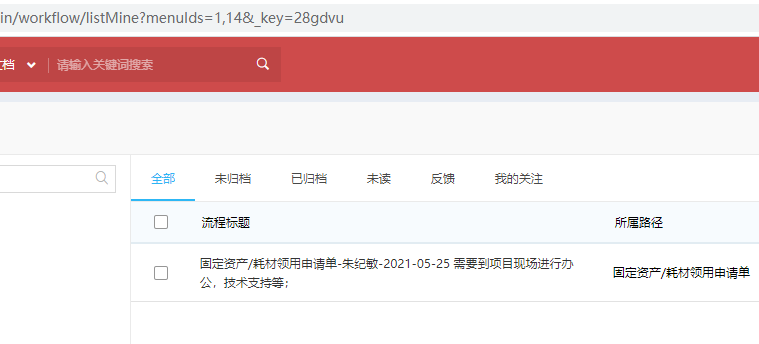 in/workflow/listMine?menuIds=1,14&_key=28gdvu
文档 请输入关键词搜索
全部 未归档 已归档 未读 反馈 我的关注
流程标题 所属路径
固定资产/耗材领用申请单-朱纪敏-2021-05-25 需要到项目现场进行办 固定资产/耗材领用申请单
公，技术支持等；